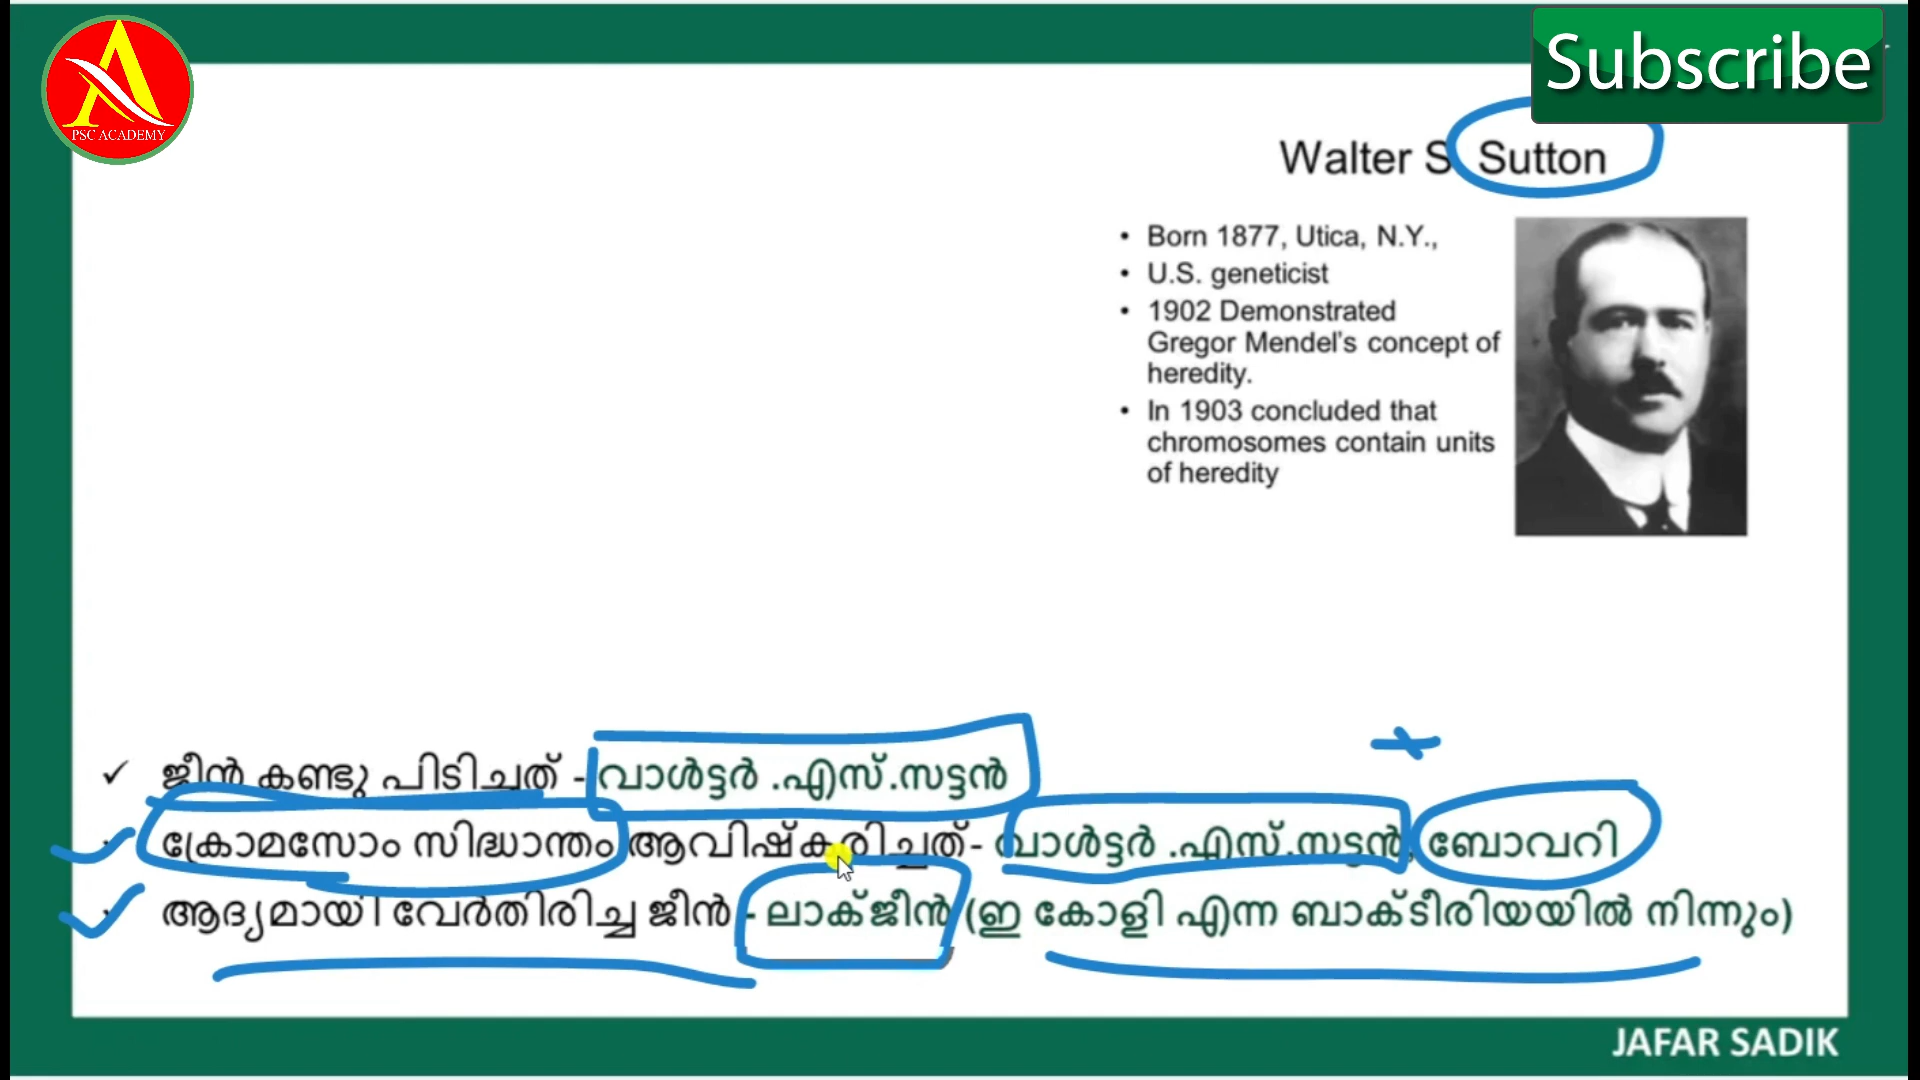 A
PSC ACADEMY
Subscribe
Walter S Sutton
• Born 1877, Utica, N.Y.,
• U.S. geneticist
• 1902 Demonstrated
Gregor Mendel's concept of
heredity.
• In 1903 concluded that
chromosomes contain units
of heredity
✓ ജീൻ കണ്ടു പിടിച്ചത് - വാൾട്ടർ .എസ്.സട്ടൻ
ക്രോമസോം സിദ്ധാന്തം ആവിഷ്കരിച്ചത്- വാൾട്ടർ .എസ്.സട്ടൻ, ബോവറി
ആദ്യമായി വേർതിരിച്ച ജീൻ - ലാക്ജീൻ (ഇ കോളി എന്ന ബാക്ടീരിയയിൽ നിന്നും)
JAFAR SADIK